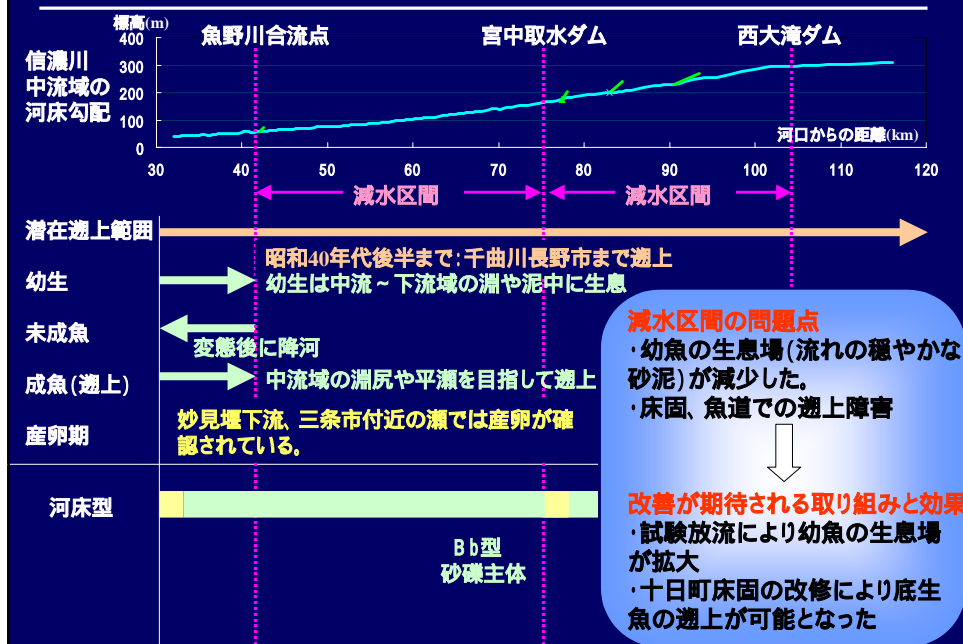 標高(m)
魚野川合流点
宮中取水ダム
西大滝ダム
信濃川
中流域の
河床勾配
400
300
200
100
0
河口からの距離(km)
30
40
50
60
70
80
90
100
110
120
減水区間
減水区間
潜在遡上範囲
昭和40年代後半まで:千曲川長野市まで遡上
幼生
幼生は中流~下流域の淵や泥中に生息
未成魚
変態後に降河
成魚(遡上)
中流域の淵尻や平瀬を目指して遡上
産卵期
妙見堰下流、三条市付近の瀬では産卵が確
認されている。
河床型
Bb型
砂礫主体
減水区間の問題点
・幼魚の生息場(流れの穏やかな
砂泥)が減少した。
・床固、魚道での遡上障害
改善が期待される取り組みと効果
・試験放流により幼魚の生息場
が拡大
・十日町床固の改修により底生
魚の遡上が可能となった